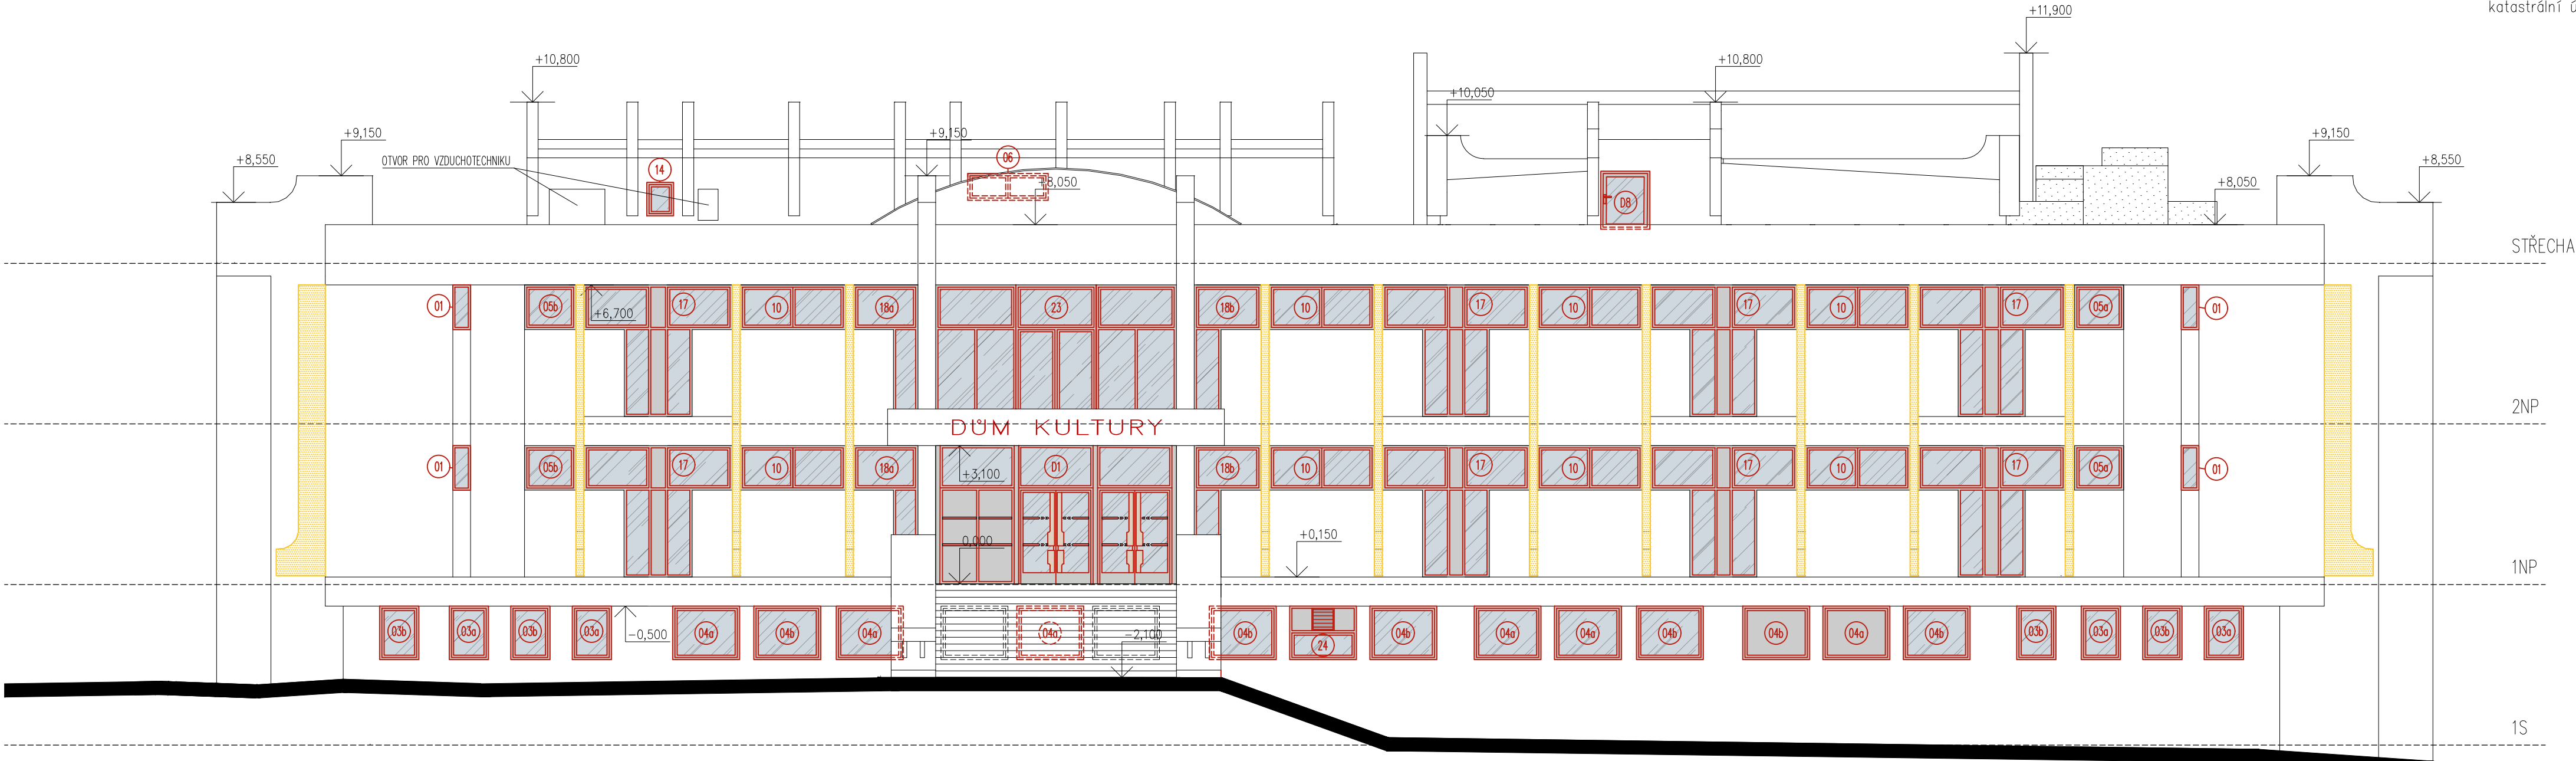 katastrální ú
+11,900
+10,800
+10,800
+10,050
+9,150
+9,150
+9,150
+8,550
OTVOR PRO VZDUCHOTECHNIKU
14
06
+8,050
D8
+8,050
+8,550
STŘECHA
01
05b
+6,700
17
10
18a
23
18b
10
17
10
17
10
17
05a
01
2NP
DŮM KULTURY
01
05b
17
10
18a
+3,100
D1
18b
10
17
10
17
10
17
05a
01
0,000
+0,150
1NP
03b
03a
03b
03a
-0,500
04a
04b
04a
04a
-2,100
04b
24
04b
04a
04a
04b
04b
04a
04b
03b
03a
03b
03a
1S